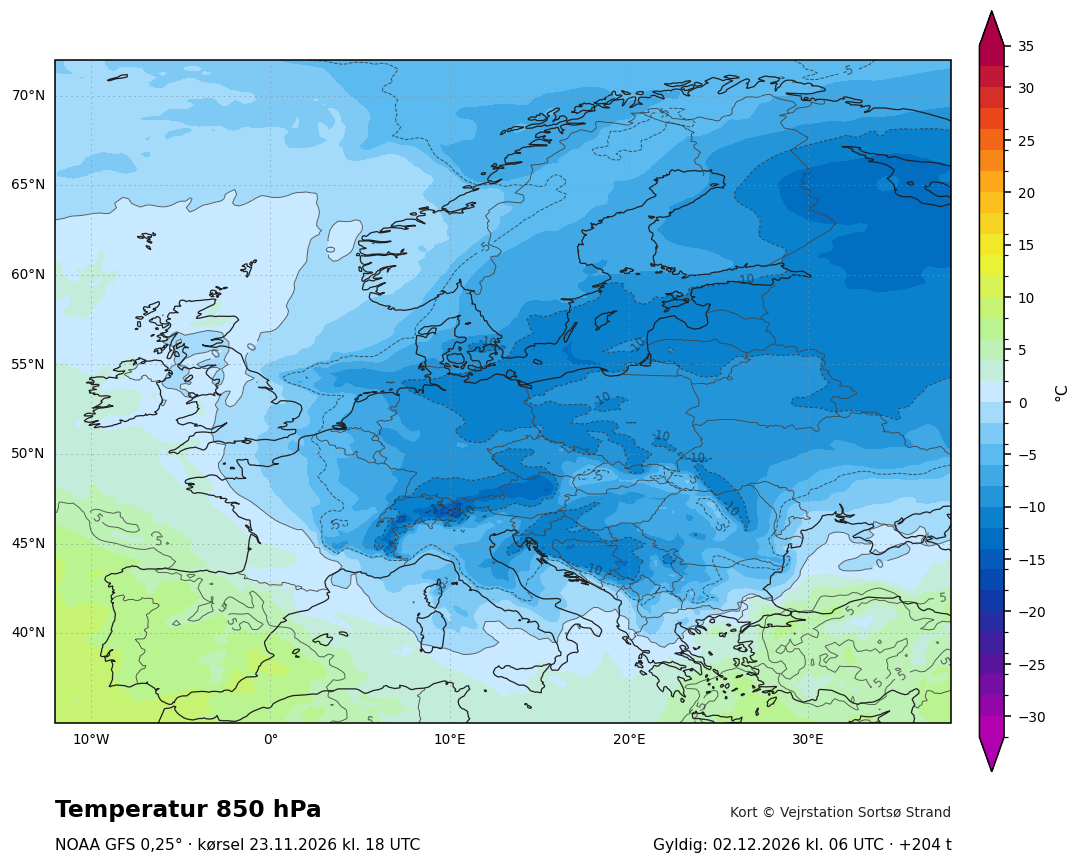 35
30
25
20
15
10
5
0
−5
−10
−15
−20
−25
−30
°C
70°N
65°N
60°N
55°N
50°N
45°N
40°N
10°W
0°
10°E
20°E
30°E
Temperatur 850 hPa
Kort © Vejrstation Sortsø Strand
NOAA GFS 0,25° · kørsel 23.11.2026 kl. 18 UTC
Gyldig: 02.12.2026 kl. 06 UTC · +204 t